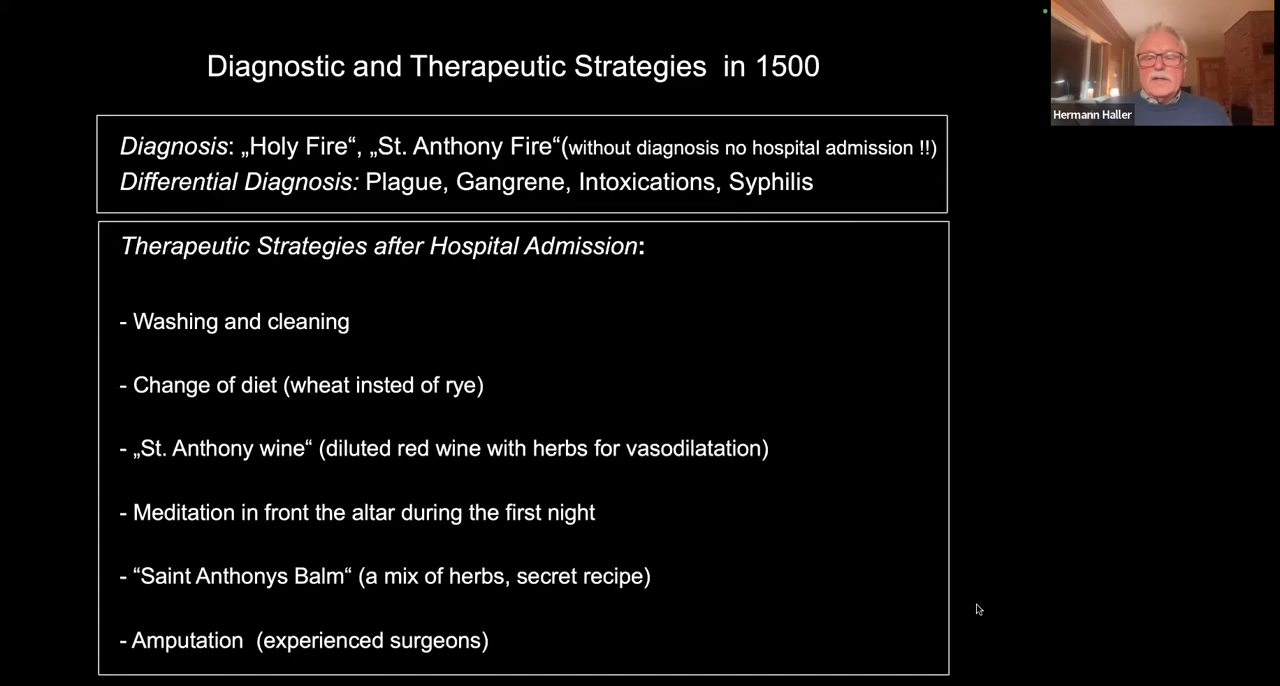 Diagnostic and Therapeutic Strategies in 1500
Hermann Haller
Diagnosis: „Holy Fire“, „St. Anthony Fire“(without diagnosis no hospital admission !!)
Differential Diagnosis: Plague, Gangrene, Intoxications, Syphilis
Therapeutic Strategies after Hospital Admission:
- Washing and cleaning
- Change of diet (wheat insted of rye)
- „St. Anthony wine“ (diluted red wine with herbs for vasodilatation)
- Meditation in front the altar during the first night
- “Saint Anthonys Balm“ (a mix of herbs, secret recipe)
- Amputation (experienced surgeons)